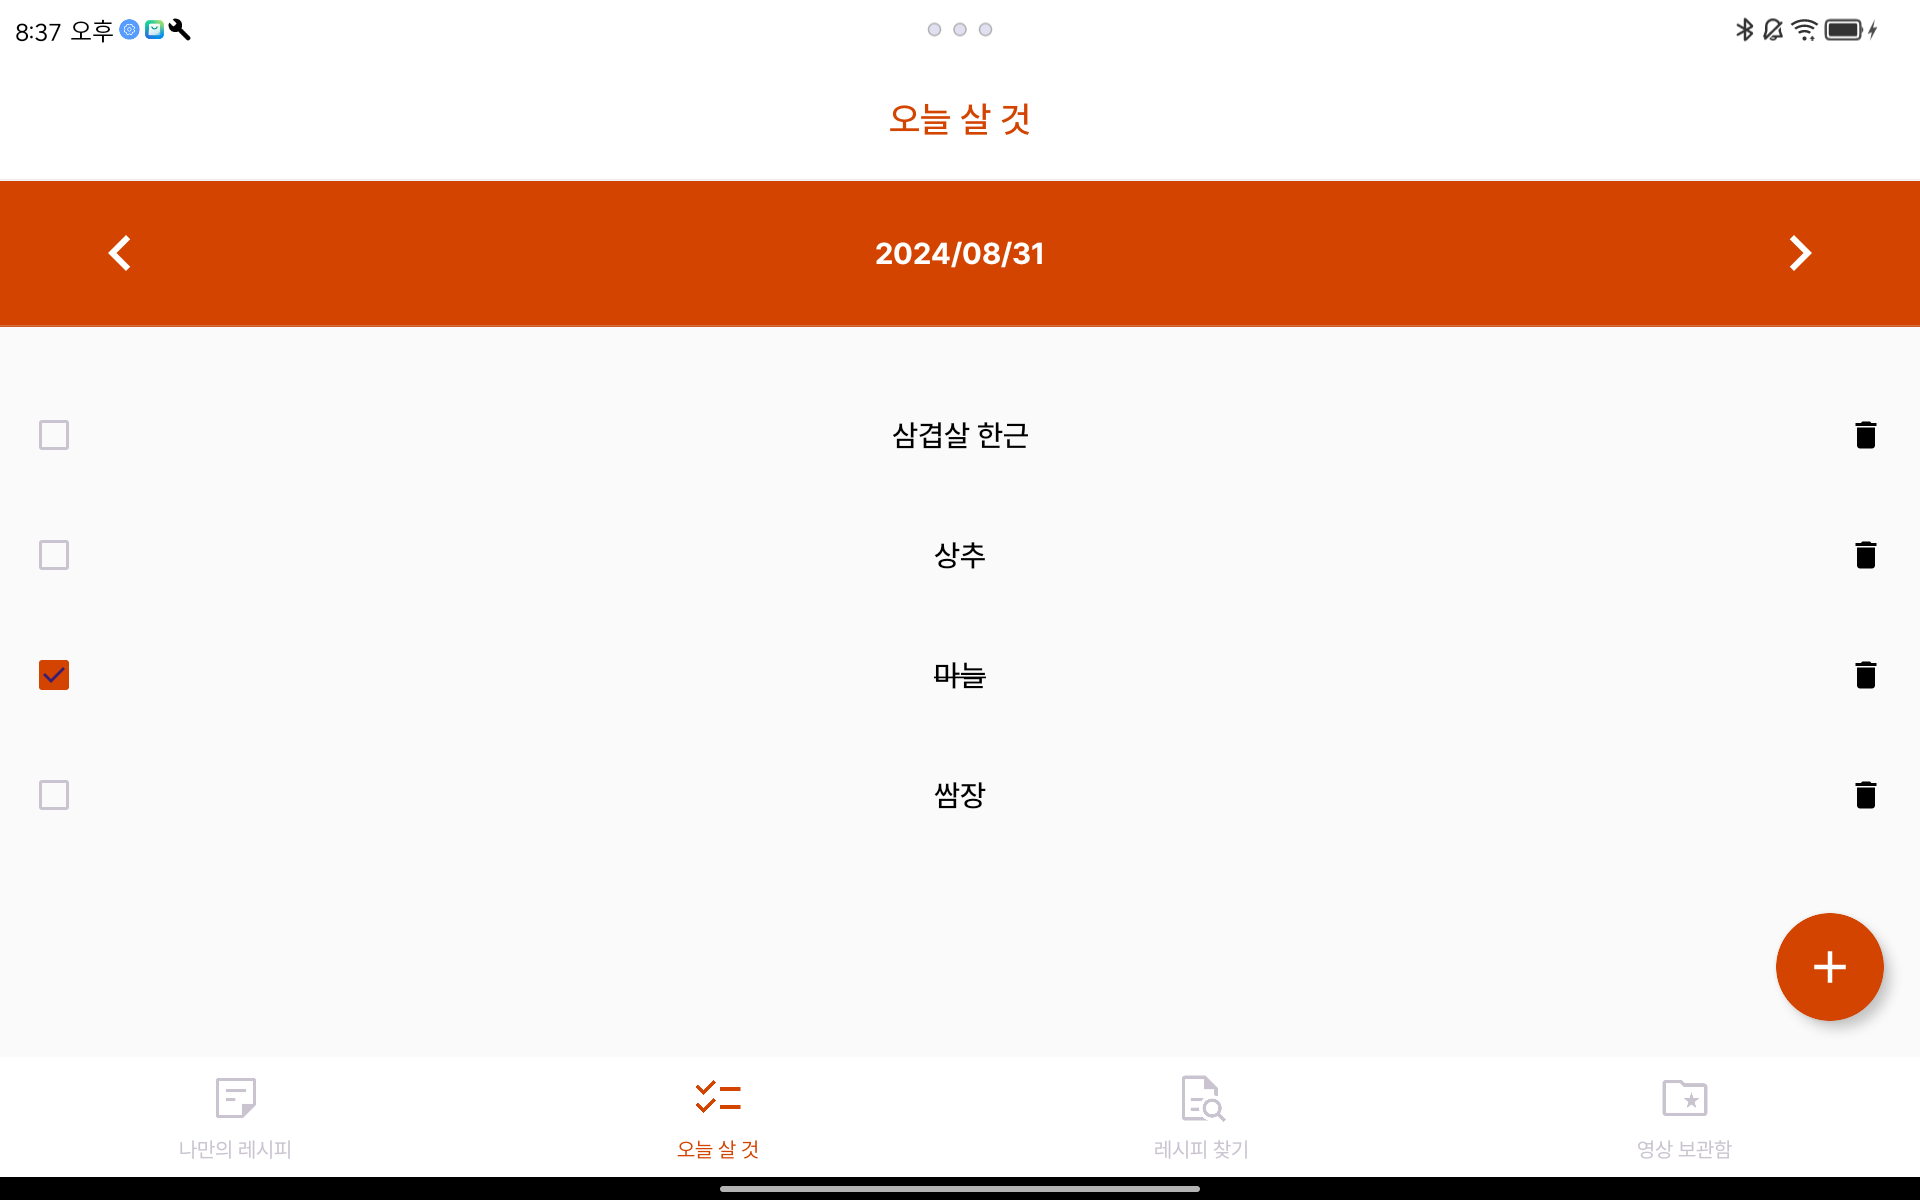 8:37 오후
오늘 살 것
2024/08/31
삼겹살 한근
상추
마늘
쌈장
나만의 레시피
오늘 살 것
레시피 찾기
영상 보관함